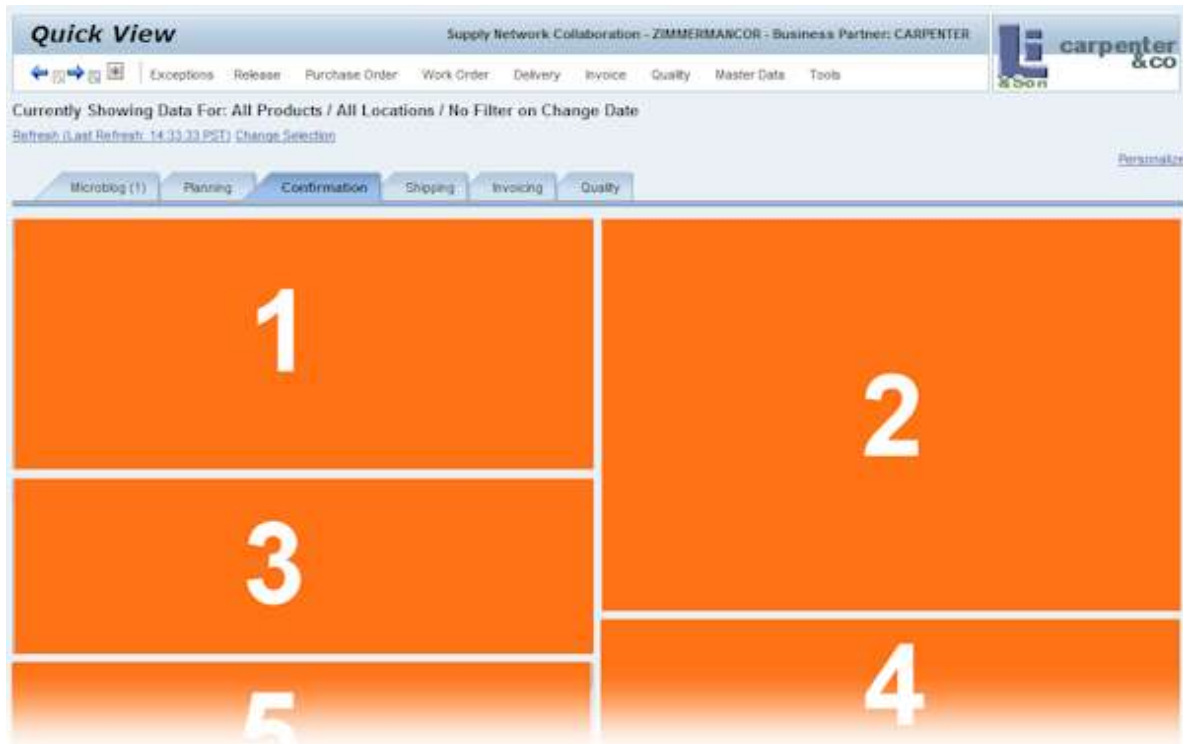 Quick View
Supply Network Collaboration - ZIMMERMANCOR - Business Partner: CARPENTER
Li
& Son
carpenter
&co
Exceptions Release Purchase Order Work Order Delivery Invoice Quality Master Data Tools
Currently Showing Data For: All Products / All Locations / No Filter on Change Date
Refresh (Last Refresh: 14:33:33 PST) Change Selection
Personalize
Microblog (1) Planning Confirmation Shipping Invoicing Quality
1
2
3
4
5